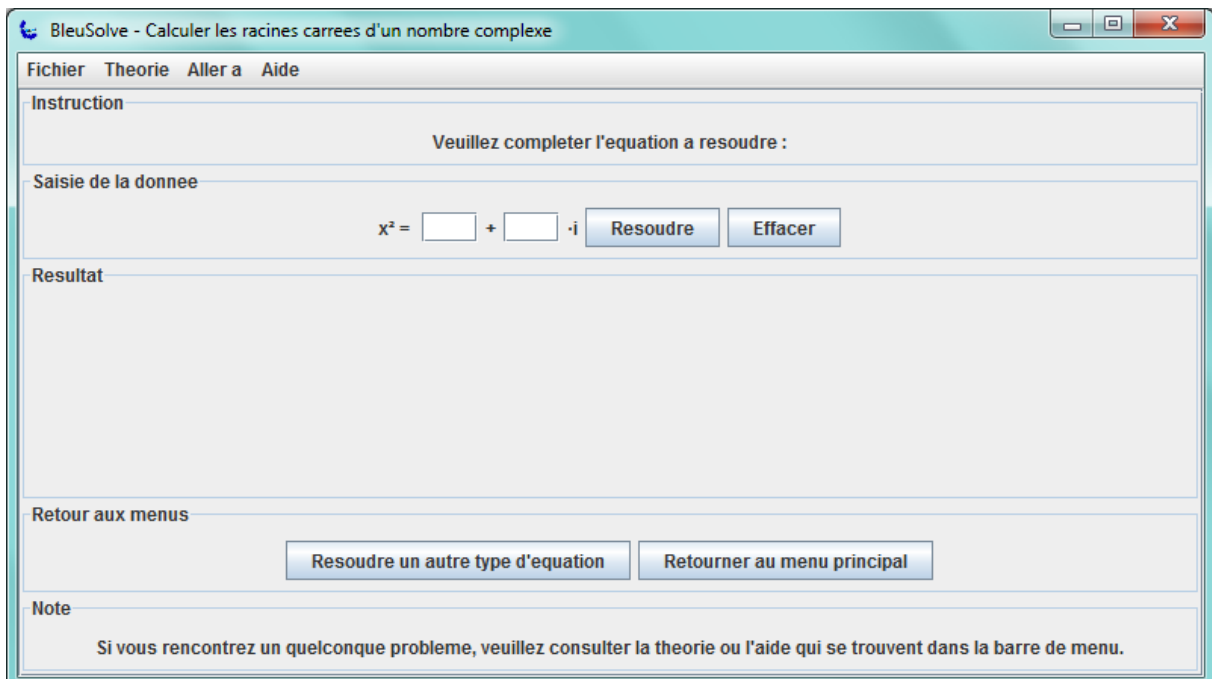 BleuSolve - Calculer les racines carrees d'un nombre complexe
Fichier Theorie Aller a Aide
Instruction
Veuillez completer l'equation a resoudre :
Saisie de la donnee
x² = + ·i Resoudre Effacer
Resultat
Retour aux menus
Resoudre un autre type d'equation Retourner au menu principal
Note
Si vous rencontrez un quelconque probleme, veuillez consulter la theorie ou l'aide qui se trouvent dans la barre de menu.